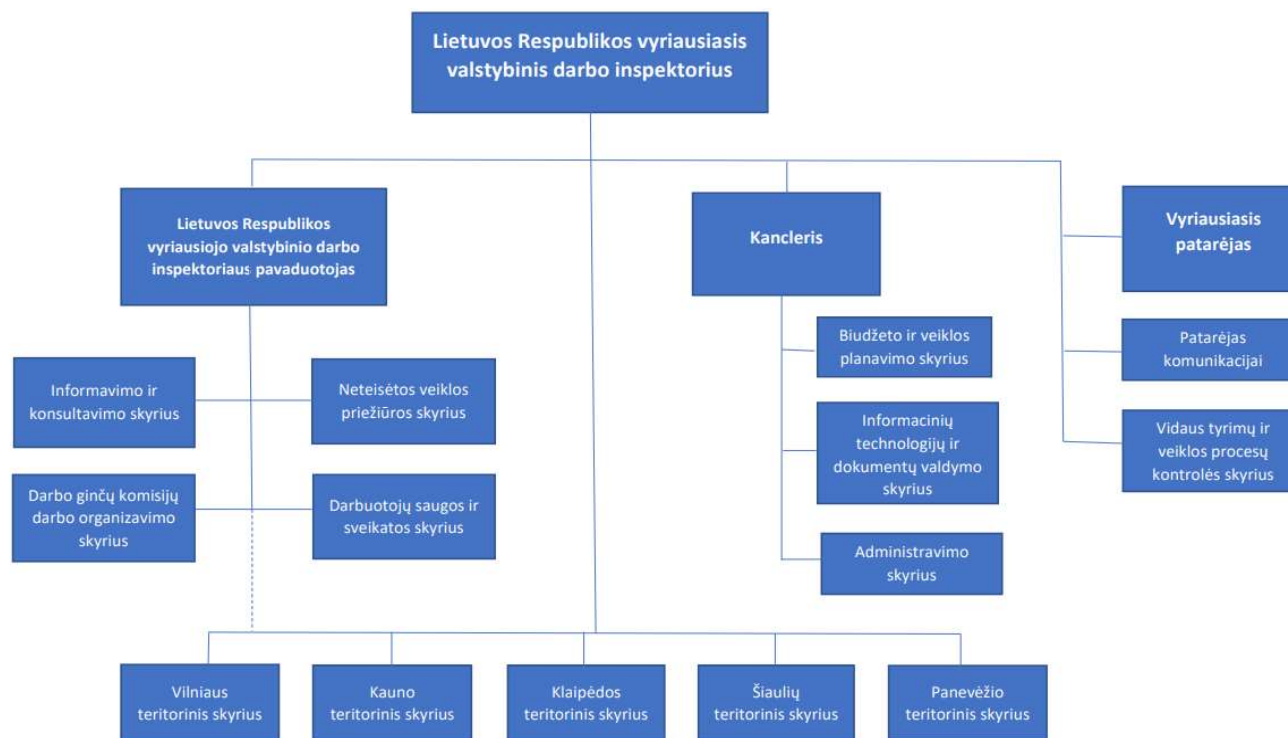 Lietuvos Respublikos vyriausiasis
valstybinis darbo inspektorius
Lietuvos Respublikos
vyriausiojo valstybinio darbo
inspektoriaus pavaduotojas
Kancleris
Vyriausiasis
patarėjas
Informavimo ir
konsultavimo skyrius
Neteisėtos veiklos
priežiūros skyrius
Darbo ginčų komisijų
darbo organizavimo
skyrius
Darbuotojų saugos ir
sveikatos skyrius
Biudžeto ir veiklos
planavimo skyrius
Informacinių
technologijų ir
dokumentų valdymo
skyrius
Administravimo
skyrius
Patarėjas
komunikacijai
Vidaus tyrimų ir
veiklos procesų
kontrolės skyrius
Vilniaus
teritorinis skyrius
Kauno
teritorinis skyrius
Klaipėdos
teritorinis skyrius
Šiaulių
teritorinis skyrius
Panevėžio
teritorinis skyrius